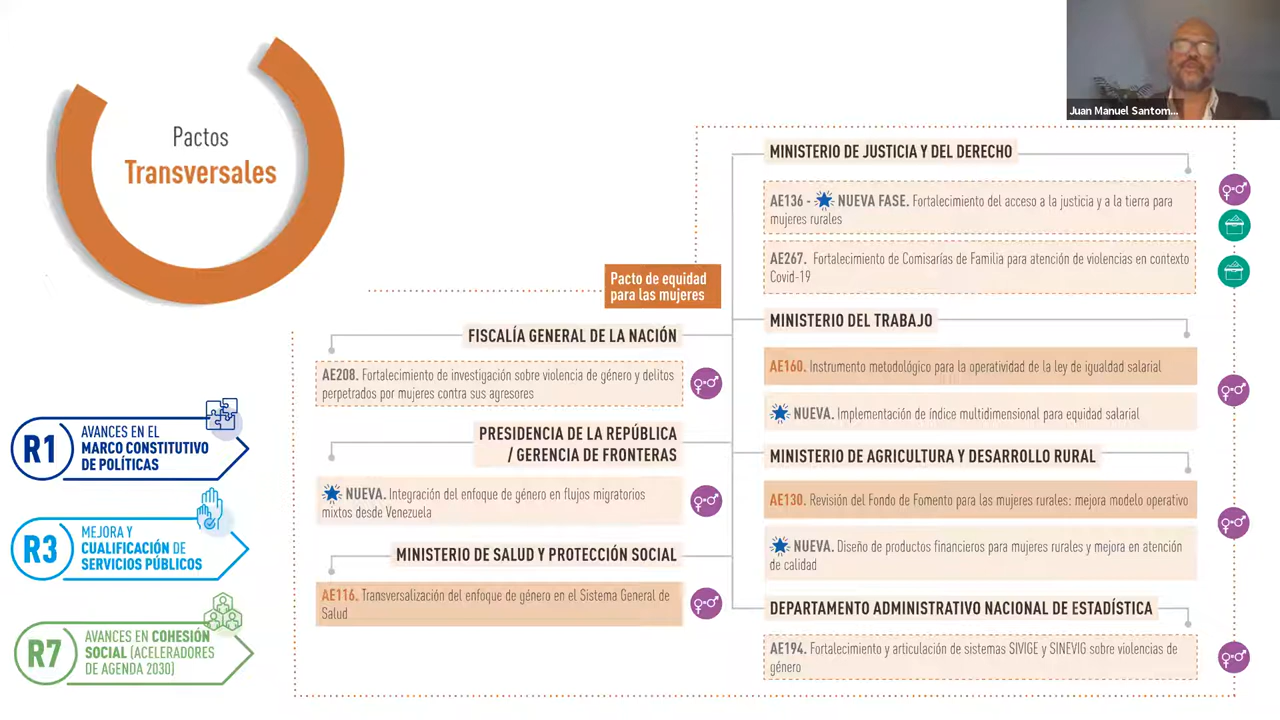 Juan Manuel Santom...
Pactos
Transversales
Pacto de equidad
para las mujeres
FISCALÍA GENERAL DE LA NACIÓN
AE208. Fortalecimiento de investigación sobre violencia de género y delitos
perpetrados por mujeres contra sus agresores
PRESIDENCIA DE LA REPÚBLICA
/ GERENCIA DE FRONTERAS
NUEVA. Integración del enfoque de género en flujos migratorios
mixtos desde Venezuela
MINISTERIO DE SALUD Y PROTECCIÓN SOCIAL
AE116. Transversalización del enfoque de género en el Sistema General de
Salud
MINISTERIO DE JUSTICIA Y DEL DERECHO
AE136 - NUEVA FASE. Fortalecimiento del acceso a la justicia y a la tierra para
mujeres rurales
AE267. Fortalecimiento de Comisarías de Familia para atención de violencias en contexto
Covid-19
MINISTERIO DEL TRABAJO
AE160. Instrumento metodológico para la operatividad de la ley de igualdad salarial
NUEVA. Implementación de índice multidimensional para equidad salarial
MINISTERIO DE AGRICULTURA Y DESARROLLO RURAL
AE130. Revisión del Fondo de Fomento para las mujeres rurales: mejora modelo operativo
NUEVA. Diseño de productos financieros para mujeres rurales y mejora en atención
de calidad
DEPARTAMENTO ADMINISTRATIVO NACIONAL DE ESTADÍSTICA
AE194. Fortalecimiento y articulación de sistemas SIVIGE y SINEVIG sobre violencias de
género
R1
AVANCES EN EL
MARCO CONSTITUTIVO
DE POLÍTICAS
R3
MEJORA Y
CUALIFICACIÓN DE
SERVICIOS PÚBLICOS
R7
AVANCES EN COHESIÓN
SOCIAL (ACELERADORES
DE AGENDA 2030)